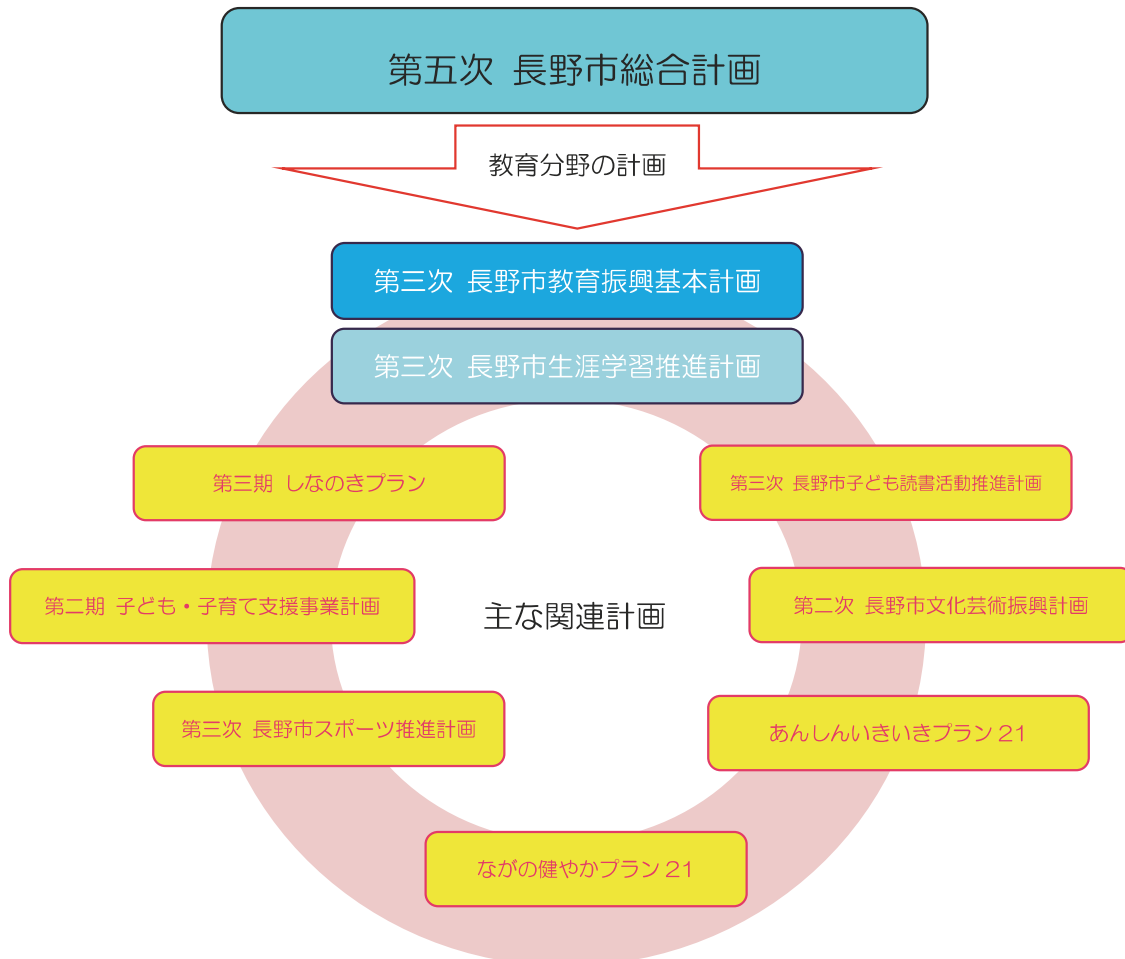 第五次 長野市総合計画
教育分野の計画
第三次 長野市教育振興基本計画
第三次 長野市生涯学習推進計画
第三期 しなのきプラン
第三次 長野市子ども読書活動推進計画
第二期 子ども・子育て支援事業計画
主な関連計画
第二次 長野市文化芸術振興計画
第三次 長野市スポーツ推進計画
あんしんいきいきプラン 21
ながの健やかプラン 21